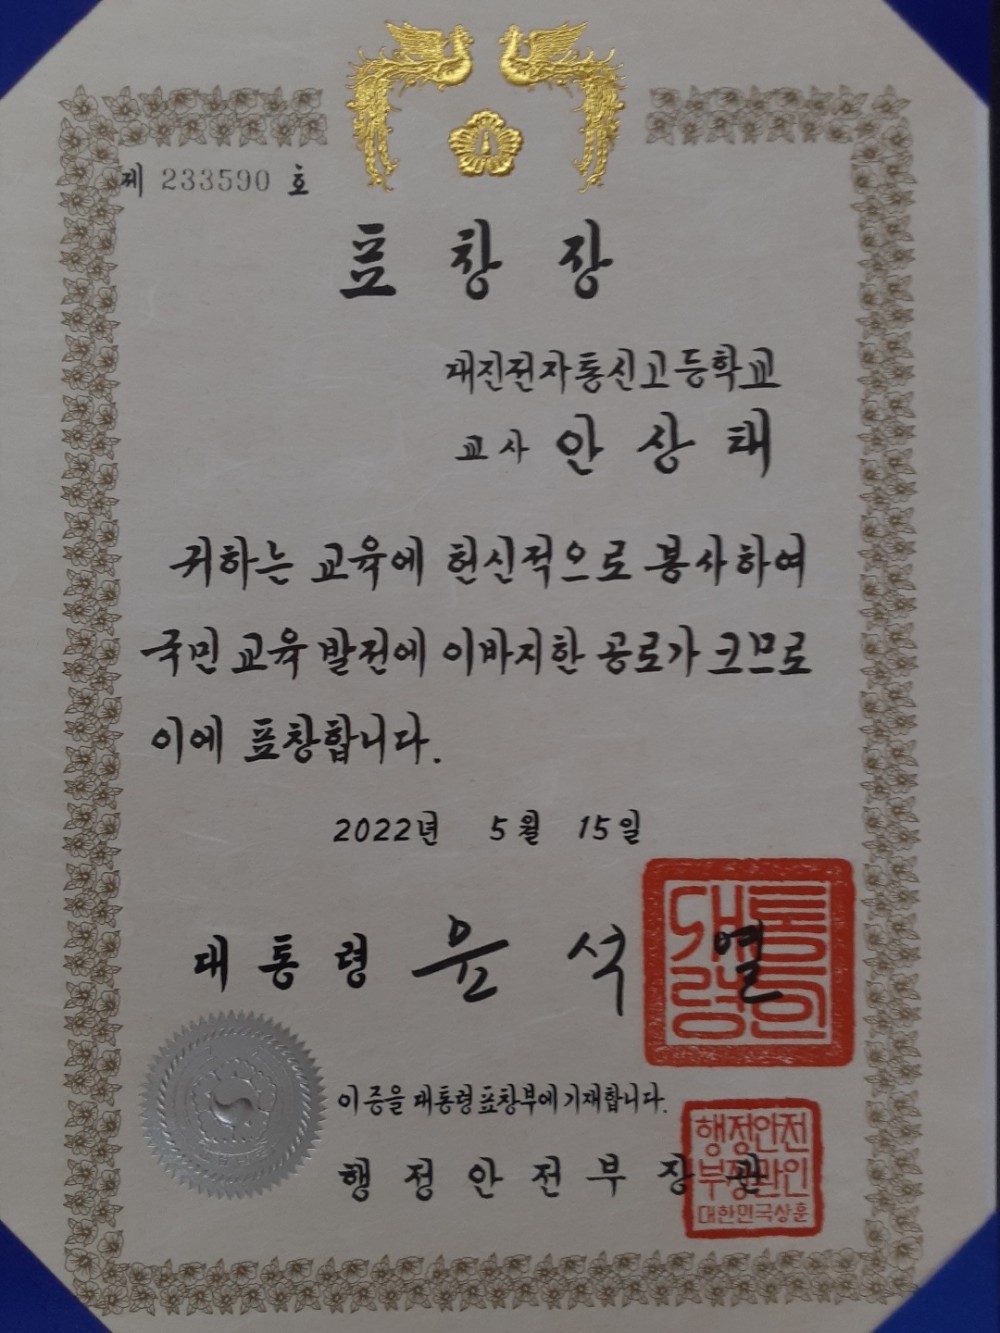 제 233590 호
표창장
대진전자통신고등학교
교사 안상태
귀하는 교육에 헌신적으로 봉사하여
국민 교육 발전에 이바지한 공로가 크므로
이에 표창합니다.
2022년 5월 15일
대통령 윤석열
대통령인
이 증을 대통령표창부에 기재합니다.
행정안전부장관
행정안전
부장관인
대한민국상훈